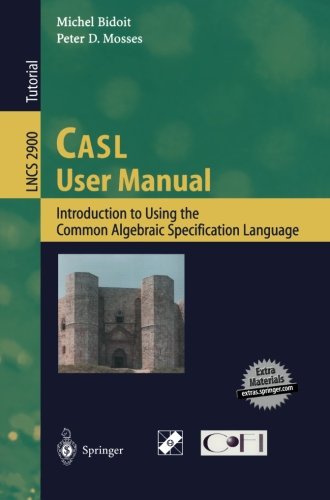 Michel Bidoit
Peter D. Mosses
LNCS 2900
Tutorial
CASL
User Manual
Introduction to Using the
Common Algebraic Specification Language
Extra
Materials
extras.springer.com
Springer
CoFI